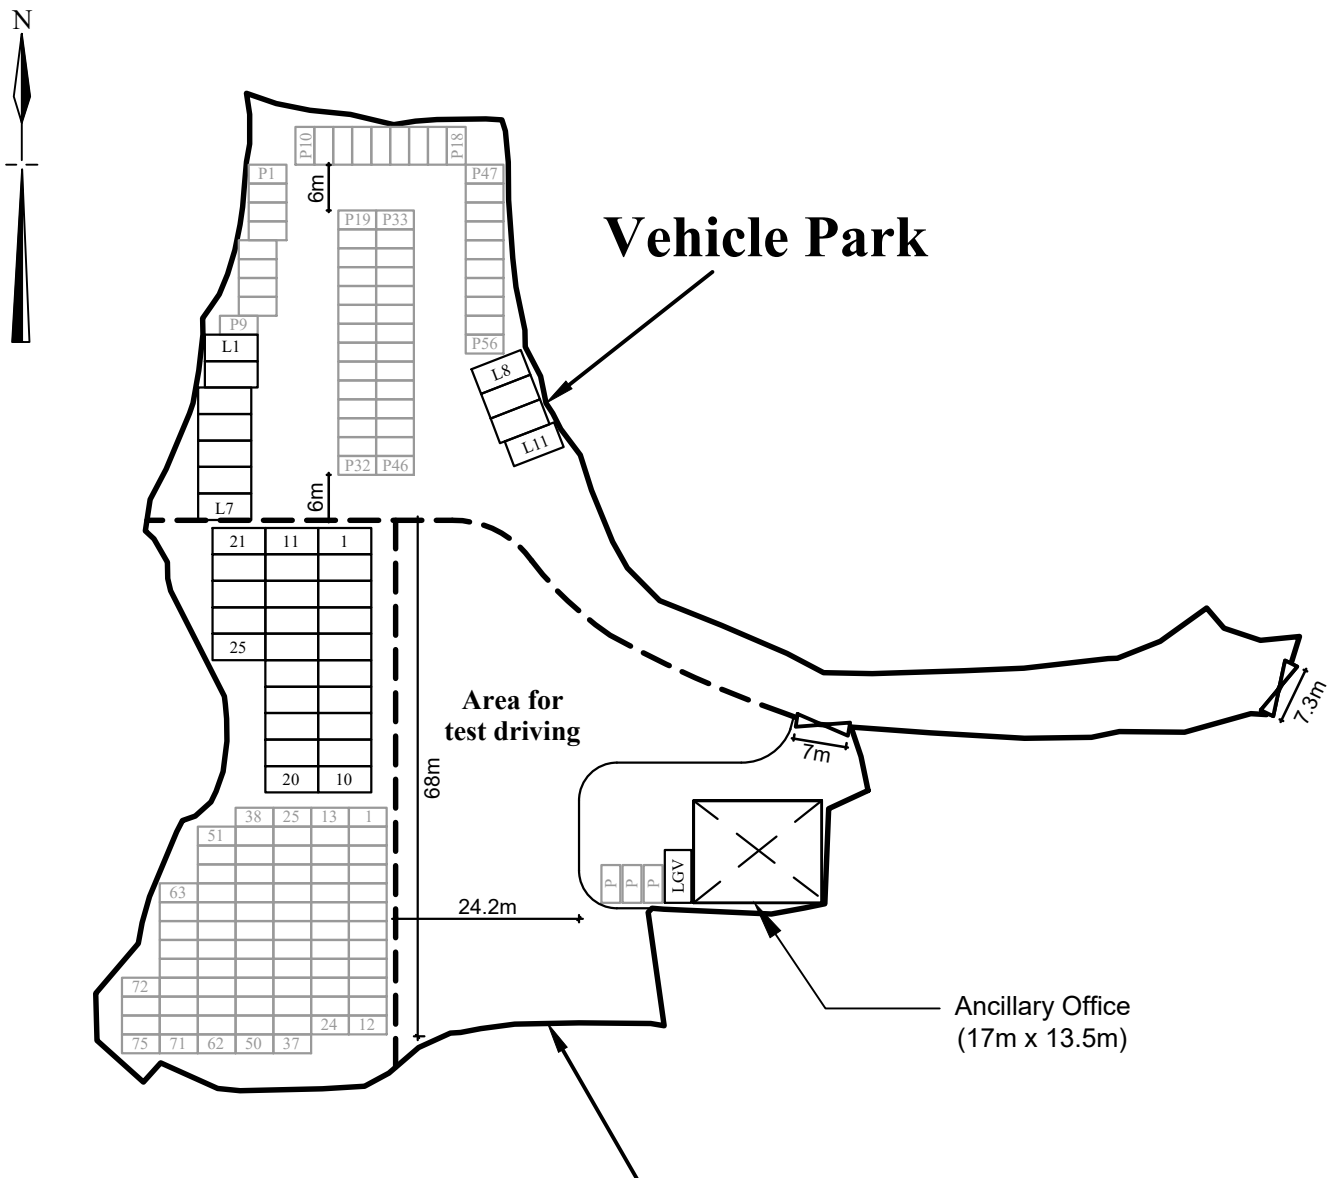 N
P10
P18
P1
P47
6m
P19 P33
Vehicle Park
P9
L1
P56
L8
L11
P32 P46
6m
L7
21 11 1
25
Area for
test driving
7.3m
7m
20 10
68m
38 25 13 1
51
63
P P P LGV
24.2m
72
24 12
75 71 62 50 37
Ancillary Office
(17m x 13.5m)